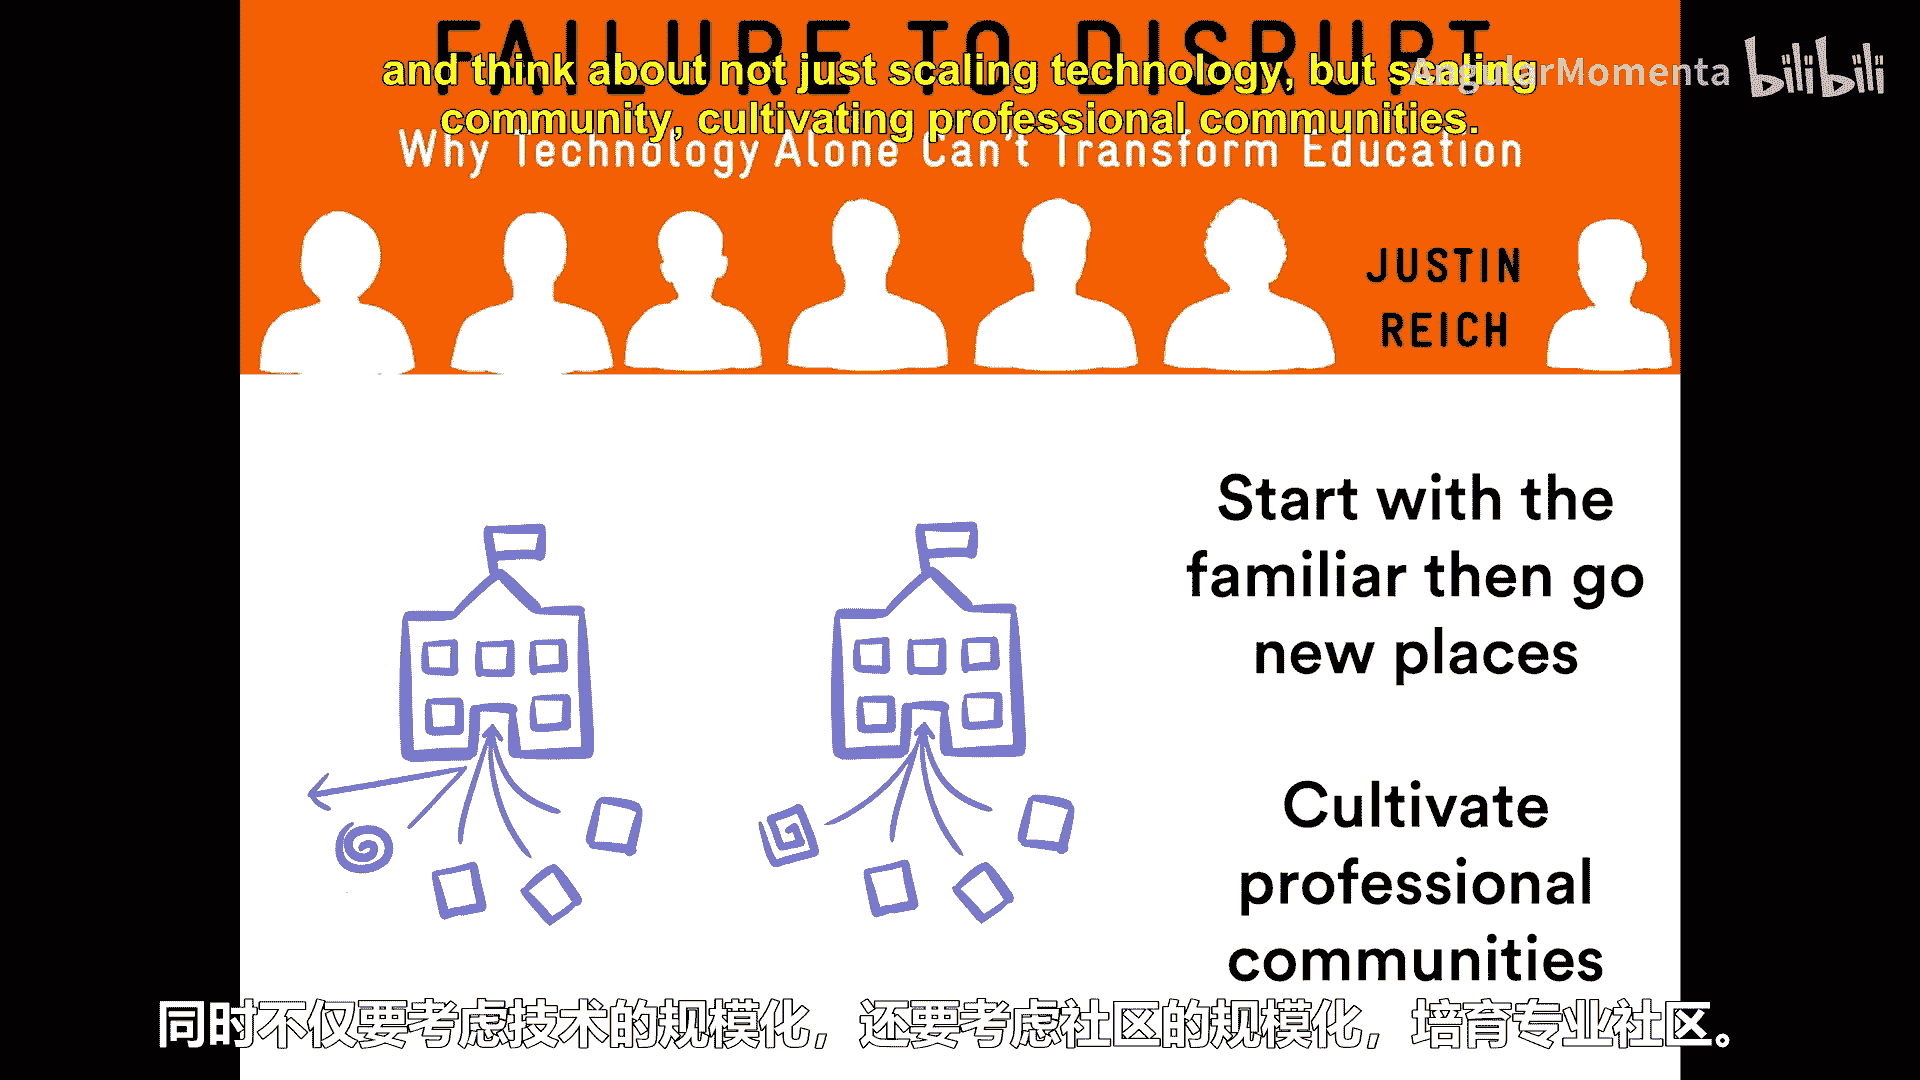 FAILURE TO DISRUPT
and think about not just scaling technology, but scaling
community, cultivating professional communities.
AngularMomenta bilibili
Why Technology Alone Can't Transform Education
JUSTIN
REICH
Start with the
familiar then go
new places
Cultivate
professional
communities
同时不仅要考虑技术的规模化，还要考虑社区的规模化，培育专业社区。